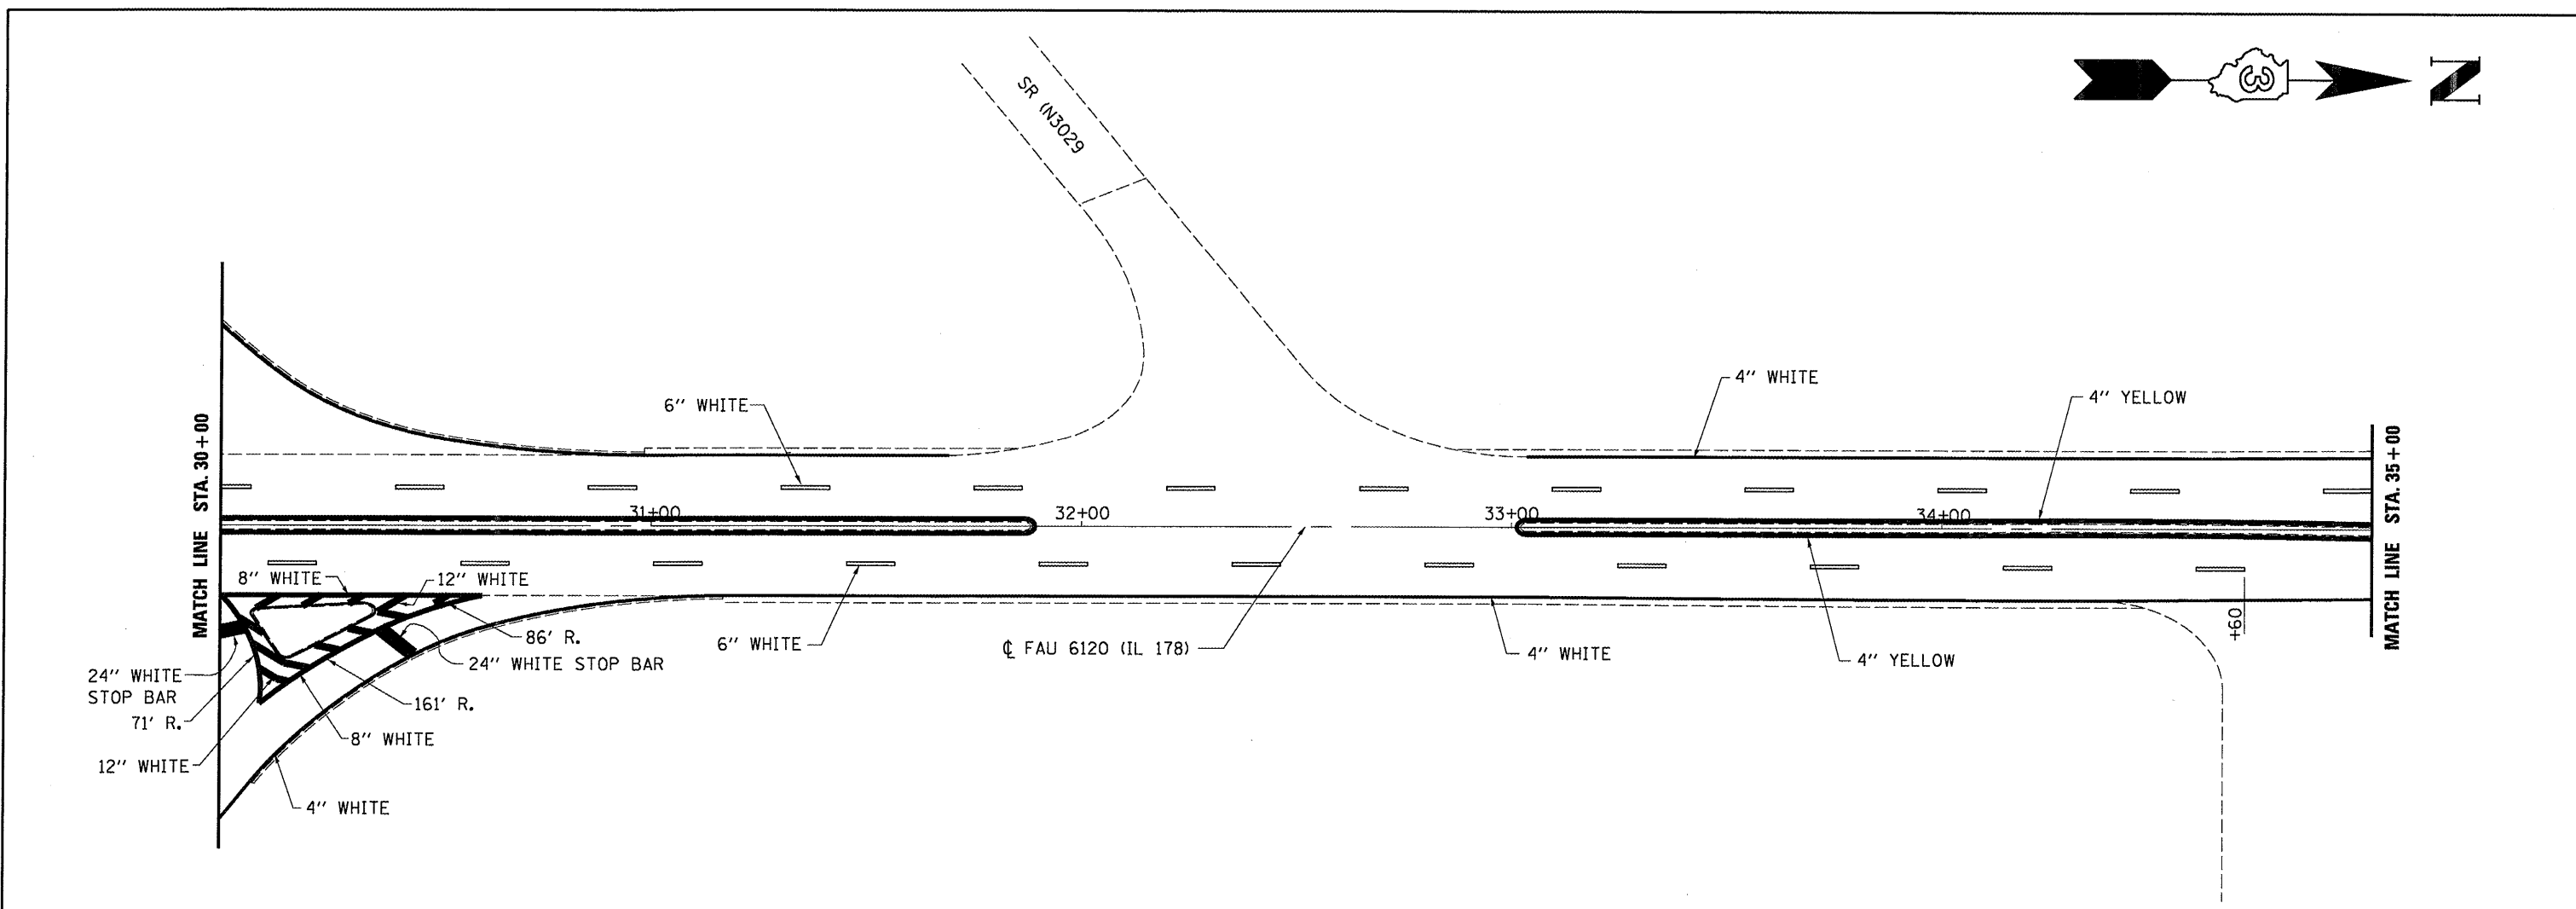 SR (N3029
3
N
4" WHITE
6" WHITE
4" YELLOW
MATCH LINE STA. 30+00
MATCH LINE STA. 35+00
31+00
32+00
33+00
34+00
8" WHITE
12" WHITE
86' R.
24" WHITE STOP BAR
6" WHITE
℄ FAU 6120 (IL 178)
4" WHITE
4" YELLOW
+60
24" WHITE
STOP BAR
71' R.
161' R.
8" WHITE
12" WHITE
4" WHITE